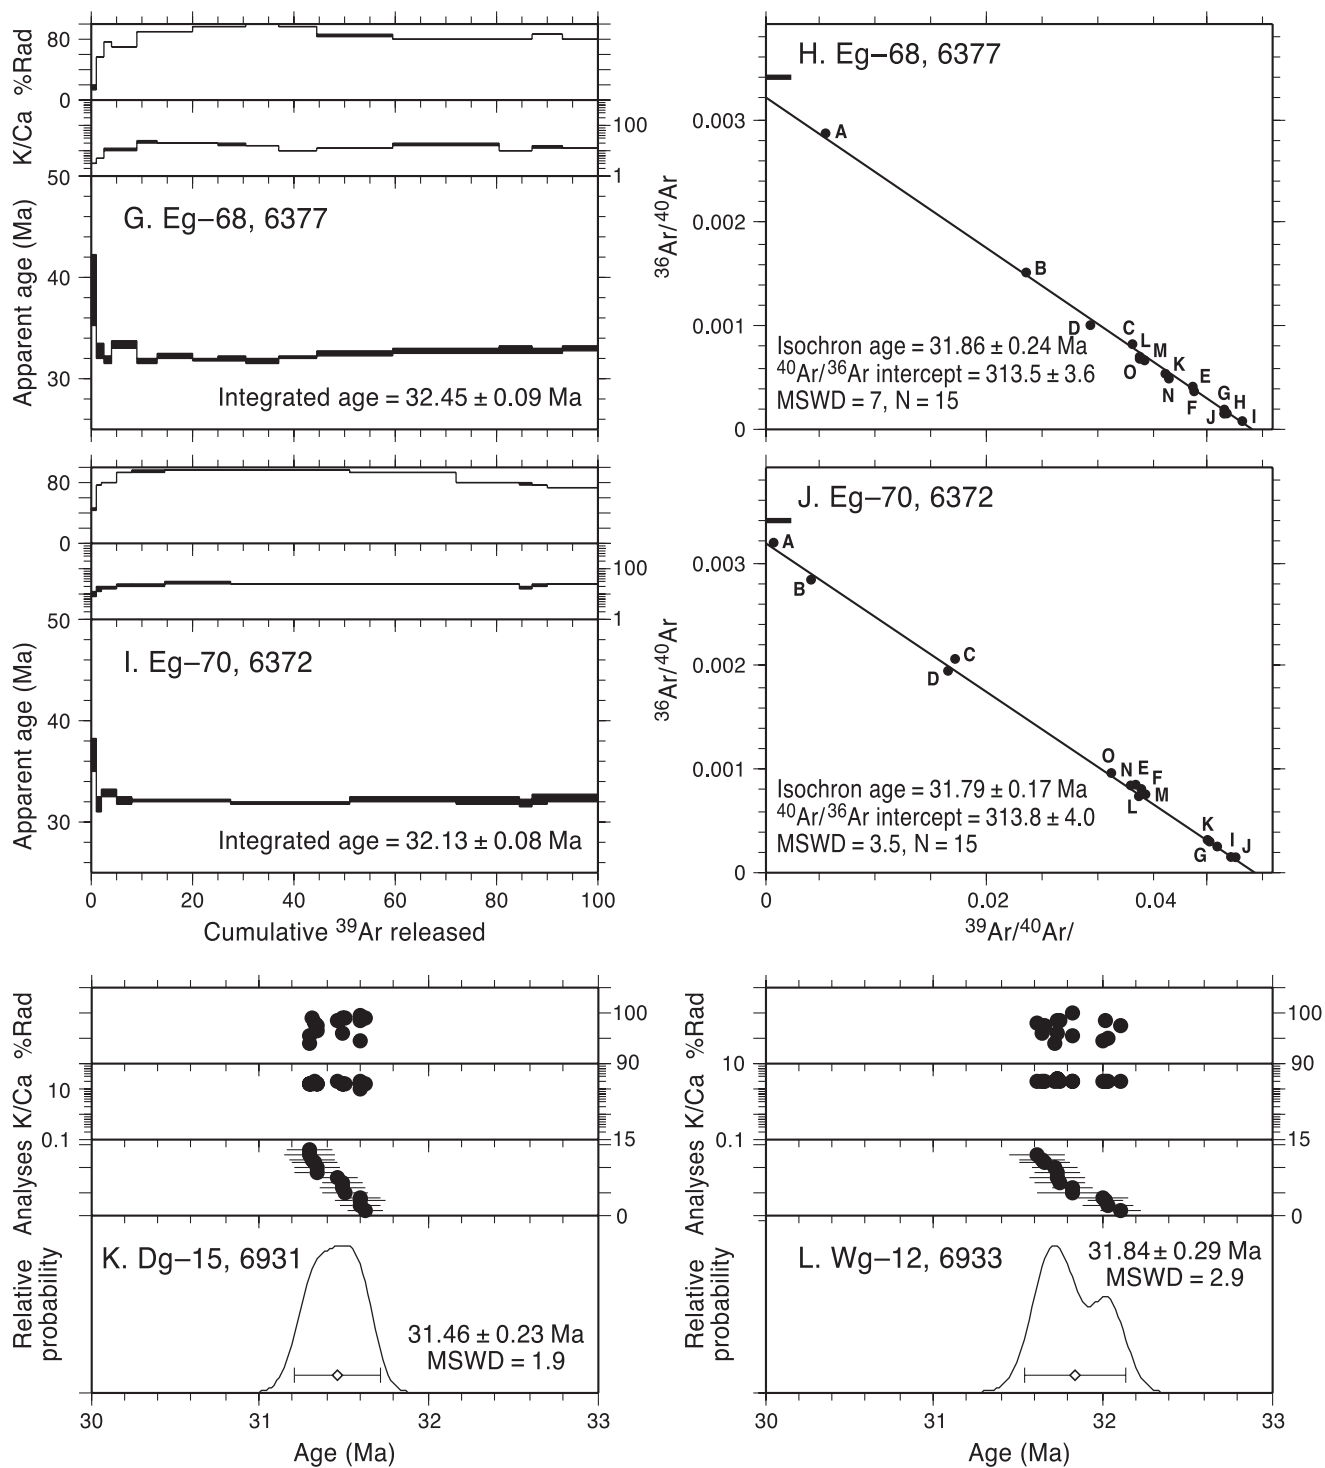 %Rad
80
0
K/Ca
100
1
Apparent age (Ma)
50
40
30
G. Eg–68, 6377
Integrated age = 32.45 ± 0.09 Ma
H. Eg–68, 6377
36Ar/40Ar
0.003
0.002
0.001
0
A
B
D
C
L
M
O
K
N
E
F
G
H
J
I
Isochron age = 31.86 ± 0.24 Ma
40Ar/36Ar intercept = 313.5 ± 3.6
MSWD = 7, N = 15
80
0
100
1
Apparent age (Ma)
50
40
30
I. Eg–70, 6372
Integrated age = 32.13 ± 0.08 Ma
0 20 40 60 80 100
Cumulative 39Ar released
J. Eg–70, 6372
36Ar/40Ar
0.003
0.002
0.001
0
A
B
C
D
O
N
E
F
L
M
K
G
I
J
Isochron age = 31.79 ± 0.17 Ma
40Ar/36Ar intercept = 313.8 ± 4.0
MSWD = 3.5, N = 15
0 0.02 0.04
39Ar/40Ar/
%Rad
100
90
K/Ca
10
0.1
Analyses
15
0
Relative
probability
K. Dg–15, 6931
31.46 ± 0.23 Ma
MSWD = 1.9
30 31 32 33
Age (Ma)
%Rad
100
90
K/Ca
10
0.1
Analyses
15
0
Relative
probability
L. Wg–12, 6933
31.84 ± 0.29 Ma
MSWD = 2.9
30 31 32 33
Age (Ma)